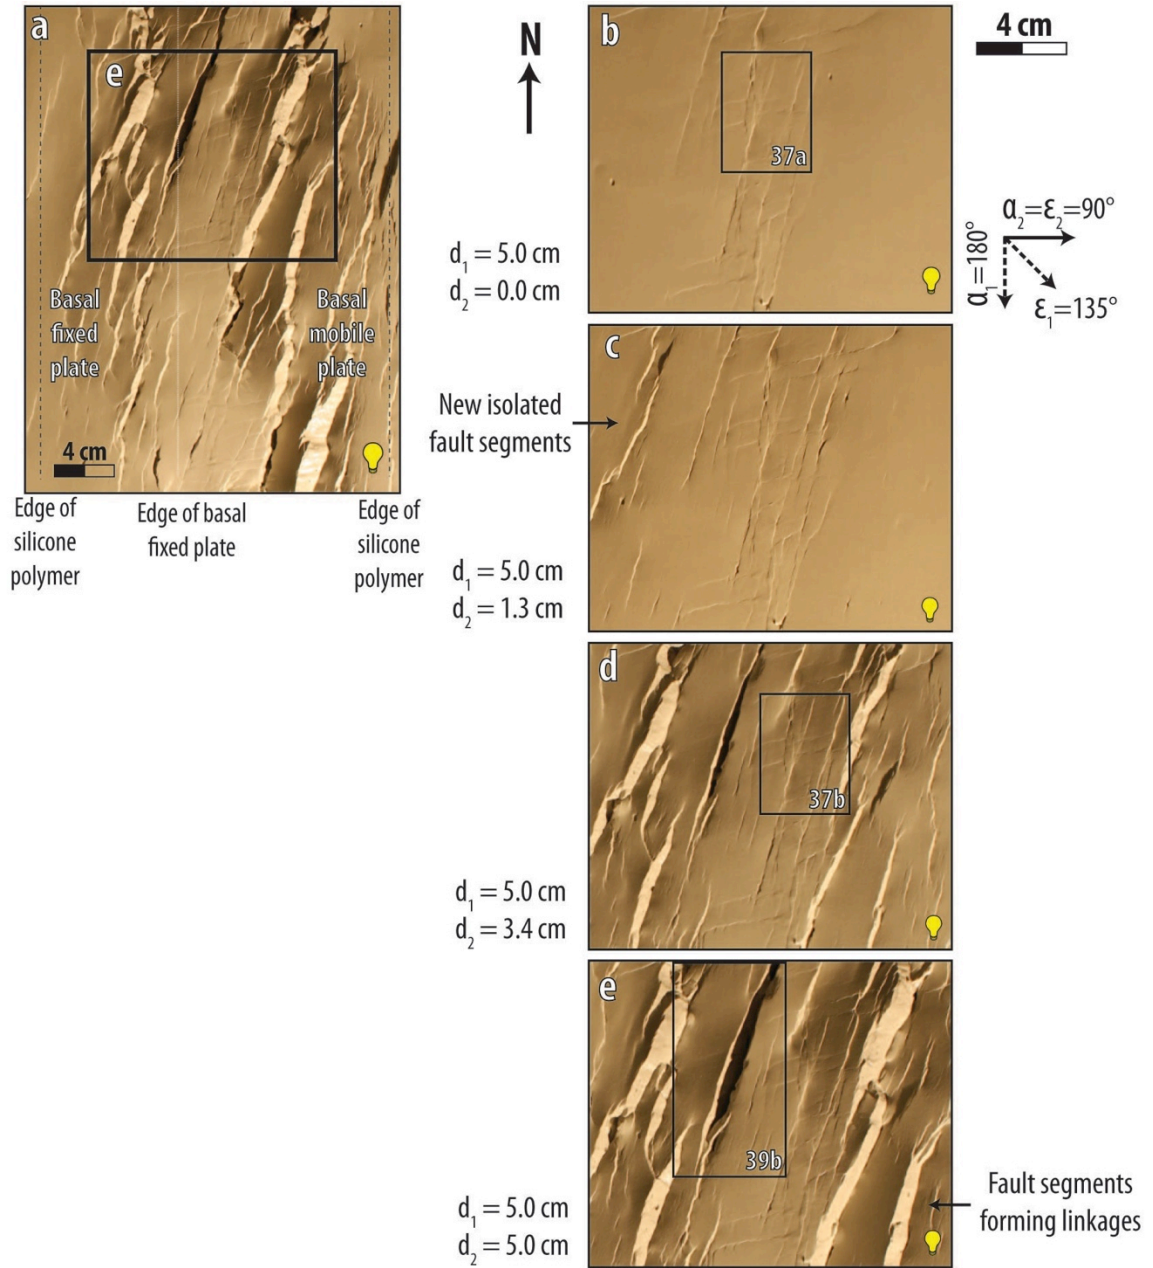 a
e
Basal
fixed
plate
Basal
mobile
plate
4 cm
Edge of
silicone
polymer
Edge of basal
fixed plate
Edge of
silicone
polymer
N
d₁ = 5.0 cm
d₂ = 0.0 cm
b
37a
4 cm
α₂=ε₂=90°
α₁=180°
ε₁=135°
New isolated
fault segments
d₁ = 5.0 cm
d₂ = 1.3 cm
c
d₁ = 5.0 cm
d₂ = 3.4 cm
d
37b
d₁ = 5.0 cm
d₂ = 5.0 cm
e
39b
Fault segments
forming linkages